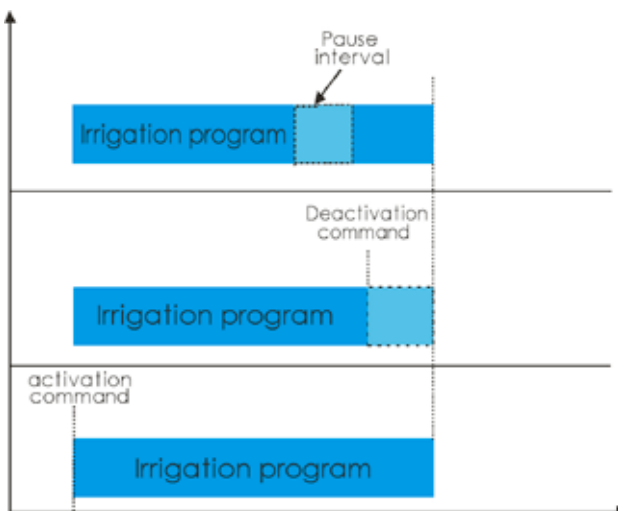 Pause
interval
Irrigation program
Deactivation
command
Irrigation program
activation
command
Irrigation program